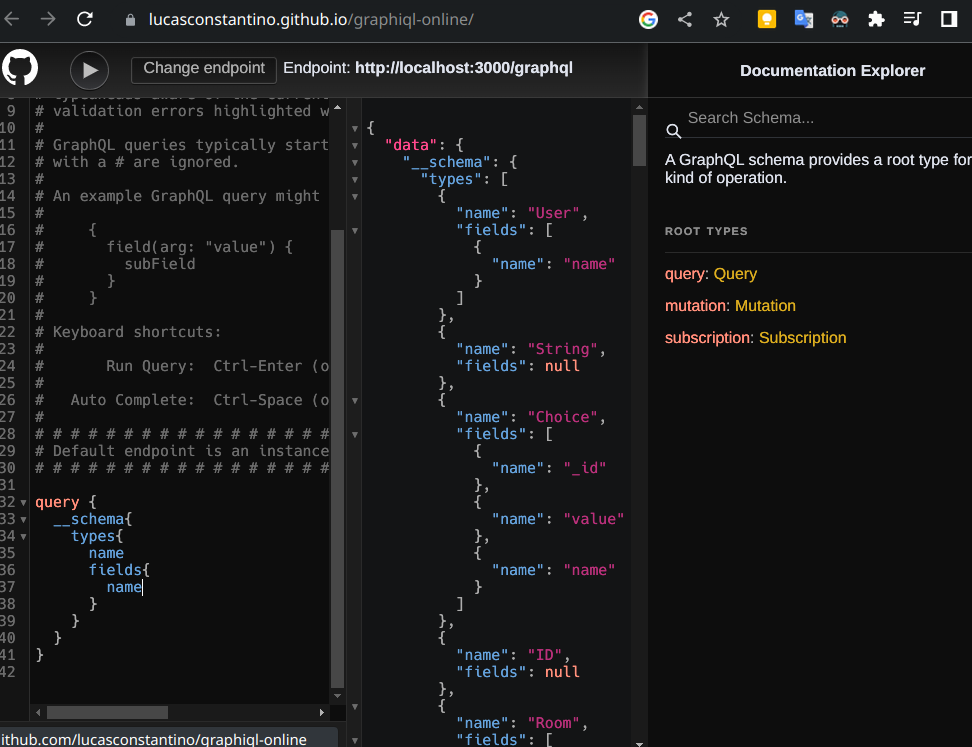 lucasconstantino.github.io/graphiql-online/
Change endpoint
Endpoint: http://localhost:3000/graphql
9 # validation errors highlighted w
10 #
11 # GraphQL queries typically start
12 # with a # are ignored.
13 #
14 # An example GraphQL query might
15 #
16 #     {
17 #       field(arg: "value") {
18 #         subField
19 #       }
20 #     }
21 #
22 # Keyboard shortcuts:
23 #
24 #       Run Query:  Ctrl-Enter (o
25 #
26 #   Auto Complete:  Ctrl-Space (o
27 #
28 # # # # # # # # # # # # # # # # #
29 # Default endpoint is an instance
30 # # # # # # # # # # # # # # # # #
31
32 query {
33   __schema{
34     types{
35       name
36       fields{
37         name
38       }
39     }
40   }
41 }
42
ithub.com/lucasconstantino/graphiql-online
{
  "data": {
    "__schema": {
      "types": [
        {
          "name": "User",
          "fields": [
            {
              "name": "name"
            }
          ]
        },
        {
          "name": "String",
          "fields": null
        },
        {
          "name": "Choice",
          "fields": [
            {
              "name": "_id"
            },
            {
              "name": "value"
            },
            {
              "name": "name"
            }
          ]
        },
        {
          "name": "ID",
          "fields": null
        },
        {
          "name": "Room",
          "fields": [
Documentation Explorer
Search Schema...
A GraphQL schema provides a root type for
kind of operation.
ROOT TYPES
query: Query
mutation: Mutation
subscription: Subscription